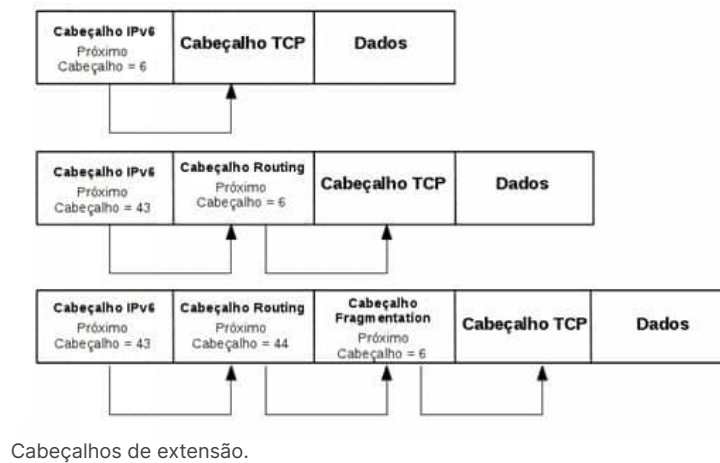 Cabeçalho IPv6
Próximo
Cabeçalho = 6
Cabeçalho TCP
Dados
Cabeçalho IPv6
Próximo
Cabeçalho = 43
Cabeçalho Routing
Próximo
Cabeçalho = 6
Cabeçalho TCP
Dados
Cabeçalho IPv6
Próximo
Cabeçalho = 43
Cabeçalho Routing
Próximo
Cabeçalho = 44
Cabeçalho
Fragmentation
Próximo
Cabeçalho = 6
Cabeçalho TCP
Dados
Cabeçalhos de extensão.